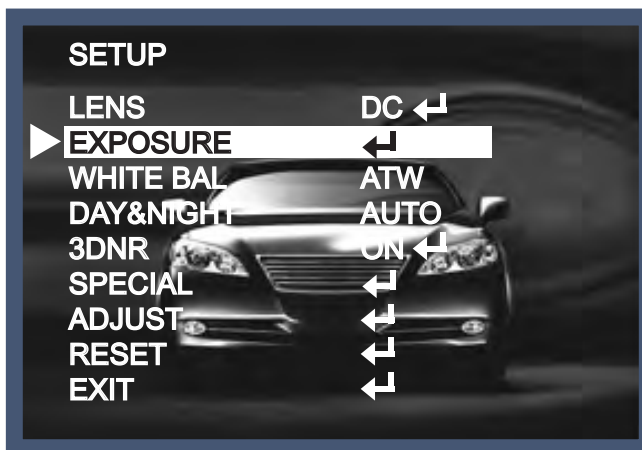 SETUP
LENS DC ↵
EXPOSURE ↵
WHITE BAL ATW
DAY&NIGHT AUTO
3DNR ON ↵
SPECIAL ↵
ADJUST ↵
RESET ↵
EXIT ↵